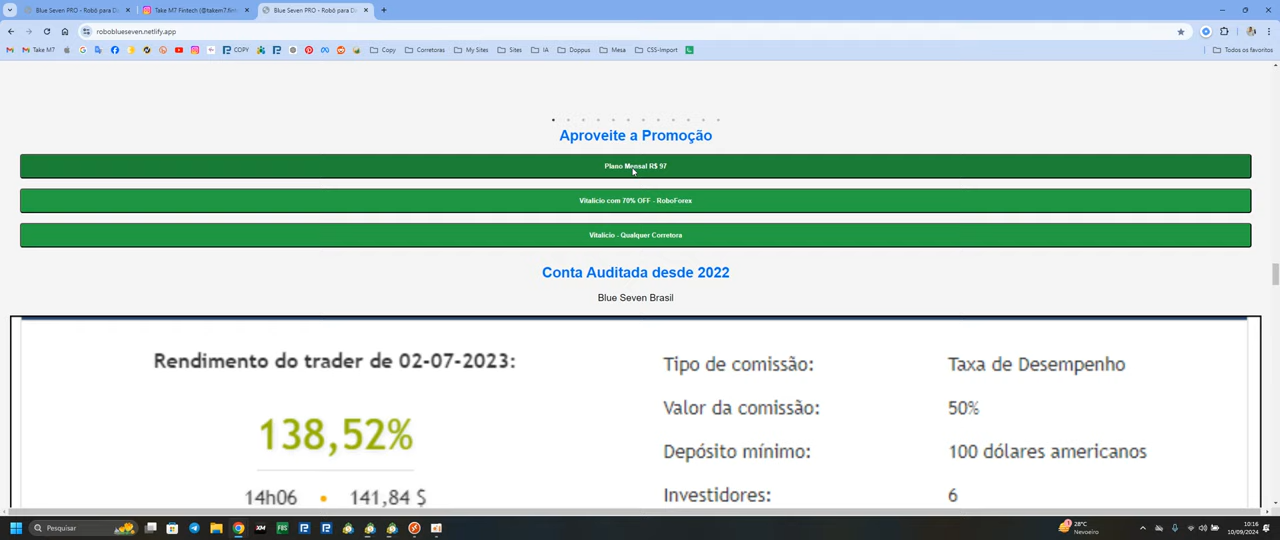 Blue Seven PRO - Robô para D
Take M7 Fintech (@takem7.fin
Blue Seven PRO - Robô para D
roboblueseven.netlify.app
Take M7
COPY
Copy
Corretoras
My Sites
Sites
IA
Doppus
Mesa
CSS-Import
Todos os favoritos
Aproveite a Promoção
Plano Mensal R$ 97
Vitalício com 70% OFF - RoboForex
Vitalício - Qualquer Corretora
Conta Auditada desde 2022
Blue Seven Brasil
Rendimento do trader de 02-07-2023:
138,52%
14h06 • 141,84 $
Tipo de comissão: Taxa de Desempenho
Valor da comissão: 50%
Depósito mínimo: 100 dólares americanos
Investidores: 6
Pesquisar
XM
FBS
28°C
Nevoeiro
10:16
10/09/2024